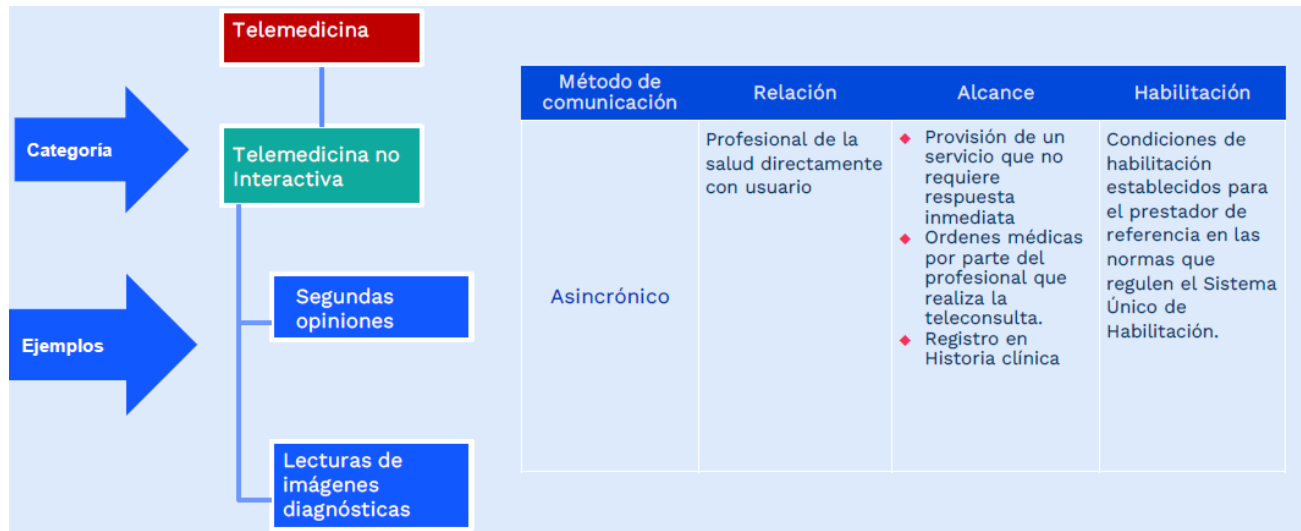 Telemedicina
Categoría
Telemedicina no
Interactiva
Ejemplos
Segundas
opiniones
Lecturas de
imágenes
diagnósticas
Método de
comunicación
Relación
Alcance
Habilitación
Asincrónico
Profesional de la
salud directamente
con usuario
◆ Provisión de un
servicio que no
requiere
respuesta
inmediata
◆ Ordenes médicas
por parte del
profesional que
realiza la
teleconsulta.
◆ Registro en
Historia clínica
Condiciones de
habilitación
establecidos para
el prestador de
referencia en las
normas que
regulen el Sistema
Único de
Habilitación.